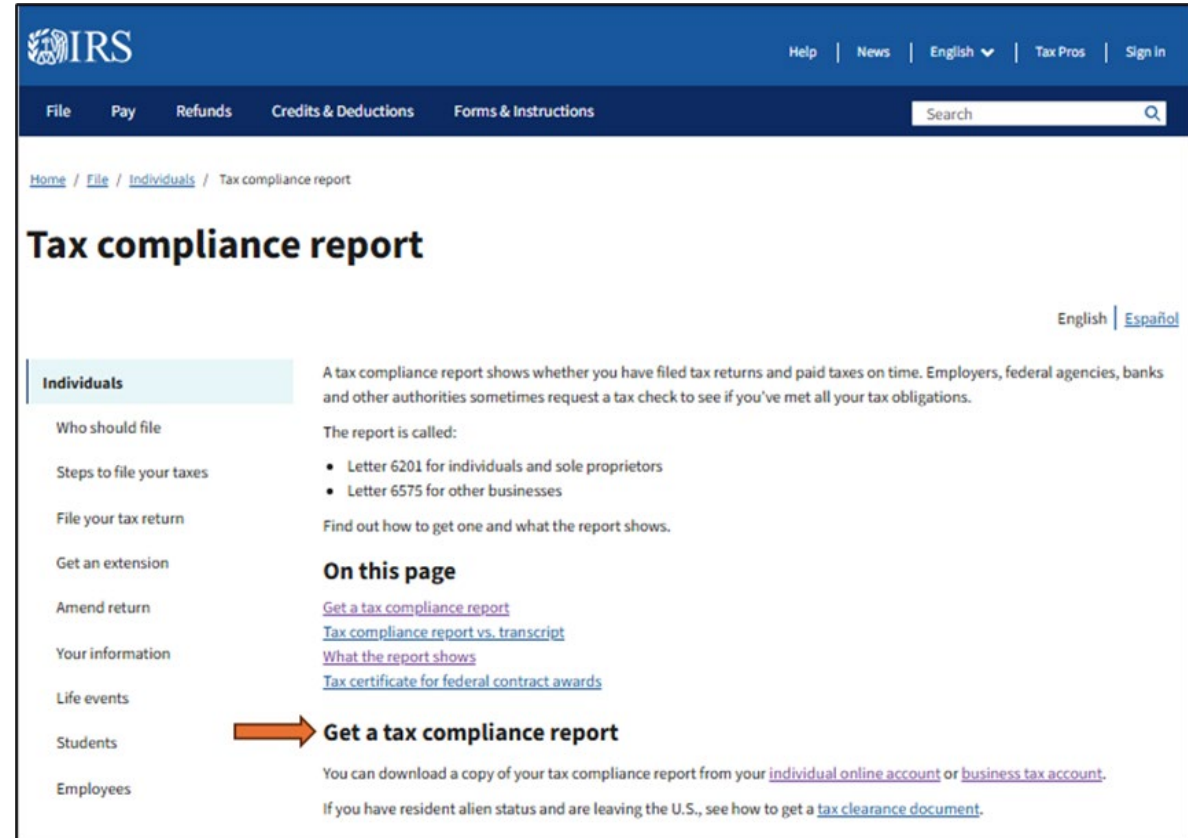 IRS
Help | News | English | Tax Pros | Sign in
File Pay Refunds Credits & Deductions Forms & Instructions Search
Home / File / Individuals / Tax compliance report
Tax compliance report
English | Español
Individuals
Who should file
Steps to file your taxes
File your tax return
Get an extension
Amend return
Your information
Life events
Students
Employees
A tax compliance report shows whether you have filed tax returns and paid taxes on time. Employers, federal agencies, banks
and other authorities sometimes request a tax check to see if you've met all your tax obligations.
The report is called:
• Letter 6201 for individuals and sole proprietors
• Letter 6575 for other businesses
Find out how to get one and what the report shows.
On this page
Get a tax compliance report
Tax compliance report vs. transcript
What the report shows
Tax certificate for federal contract awards
Get a tax compliance report
You can download a copy of your tax compliance report from your individual online account or business tax account.
If you have resident alien status and are leaving the U.S., see how to get a tax clearance document.